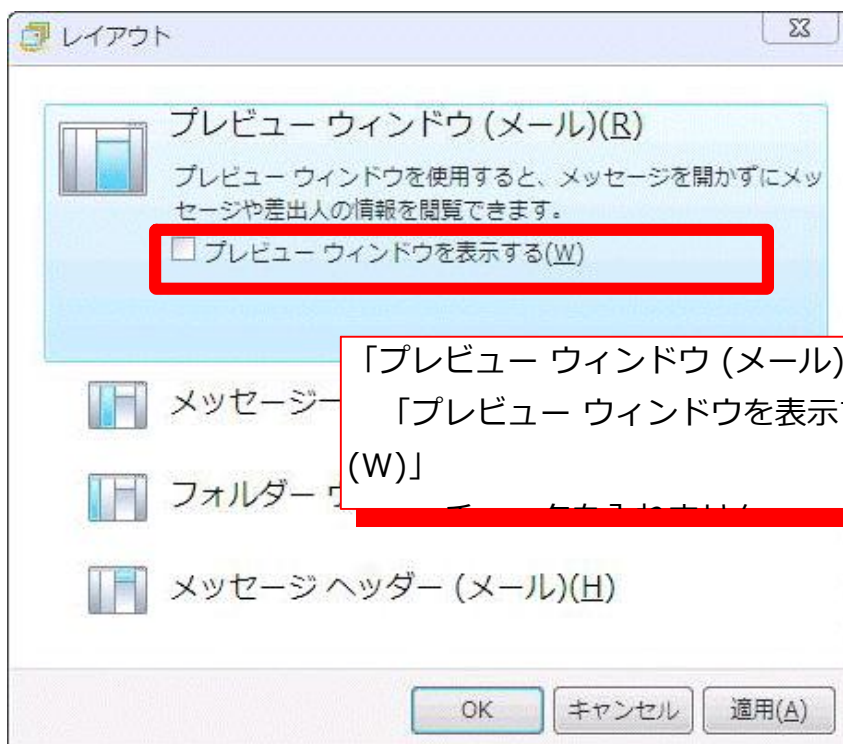 レイアウト
プレビュー ウィンドウ (メール)(R)
プレビュー ウィンドウを使用すると、メッセージを開かずにメッ
セージや差出人の情報を閲覧できます。
プレビュー ウィンドウを表示する(W)
「プレビュー ウィンドウ (メール)
「プレビュー ウィンドウを表示
(W)」
メッセージー
フォルダー
メッセージ ヘッダー (メール)(H)
OK
キャンセル
適用(A)